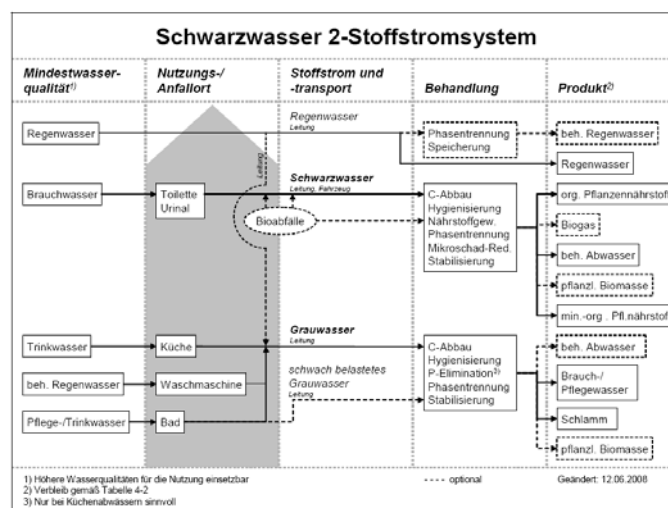 Schwarzwasser 2-Stoffstromsystem
Mindestwasser-
qualität1)
Nutzungs-/
Anfallort
Stoffstrom und
-transport
Behandlung
Produkt2)
Regenwasser
Regenwasser
Leitung
Phasentrennung
Speicherung
beh. Regenwasser
Regenwasser
Leitung
Brauchwasser
Toilette
Urinal
Schwarzwasser
Leitung, Fahrzeug
Bioabfälle
C-Abbau
Hygienisierung
Nährstoffgew.
Phasentrennung
Mikroschad-Red.
Stabilisierung
org. Pflanzennährstoff
Biogas
beh. Abwasser
pflanzl. Biomasse
min.-org. Pfl.nährstoff
Trinkwasser
Küche
Grauwasser
Leitung
beh. Regenwasser
Waschmaschine
schwach belastetes
Grauwasser
Leitung
Pflege-/Trinkwasser
Bad
C-Abbau
Hygienisierung
P-Elimination3)
Phasentrennung
Stabilisierung
beh. Abwasser
Brauch-/
Pflegewasser
Schlamm
pflanzl. Biomasse
1) Höhere Wasserqualitäten für die Nutzung einsetzbar
2) Verbleib gemäß Tabelle 4-2
3) Nur bei Küchenabwässern sinnvoll
---- optional
Geändert: 12.06.2008